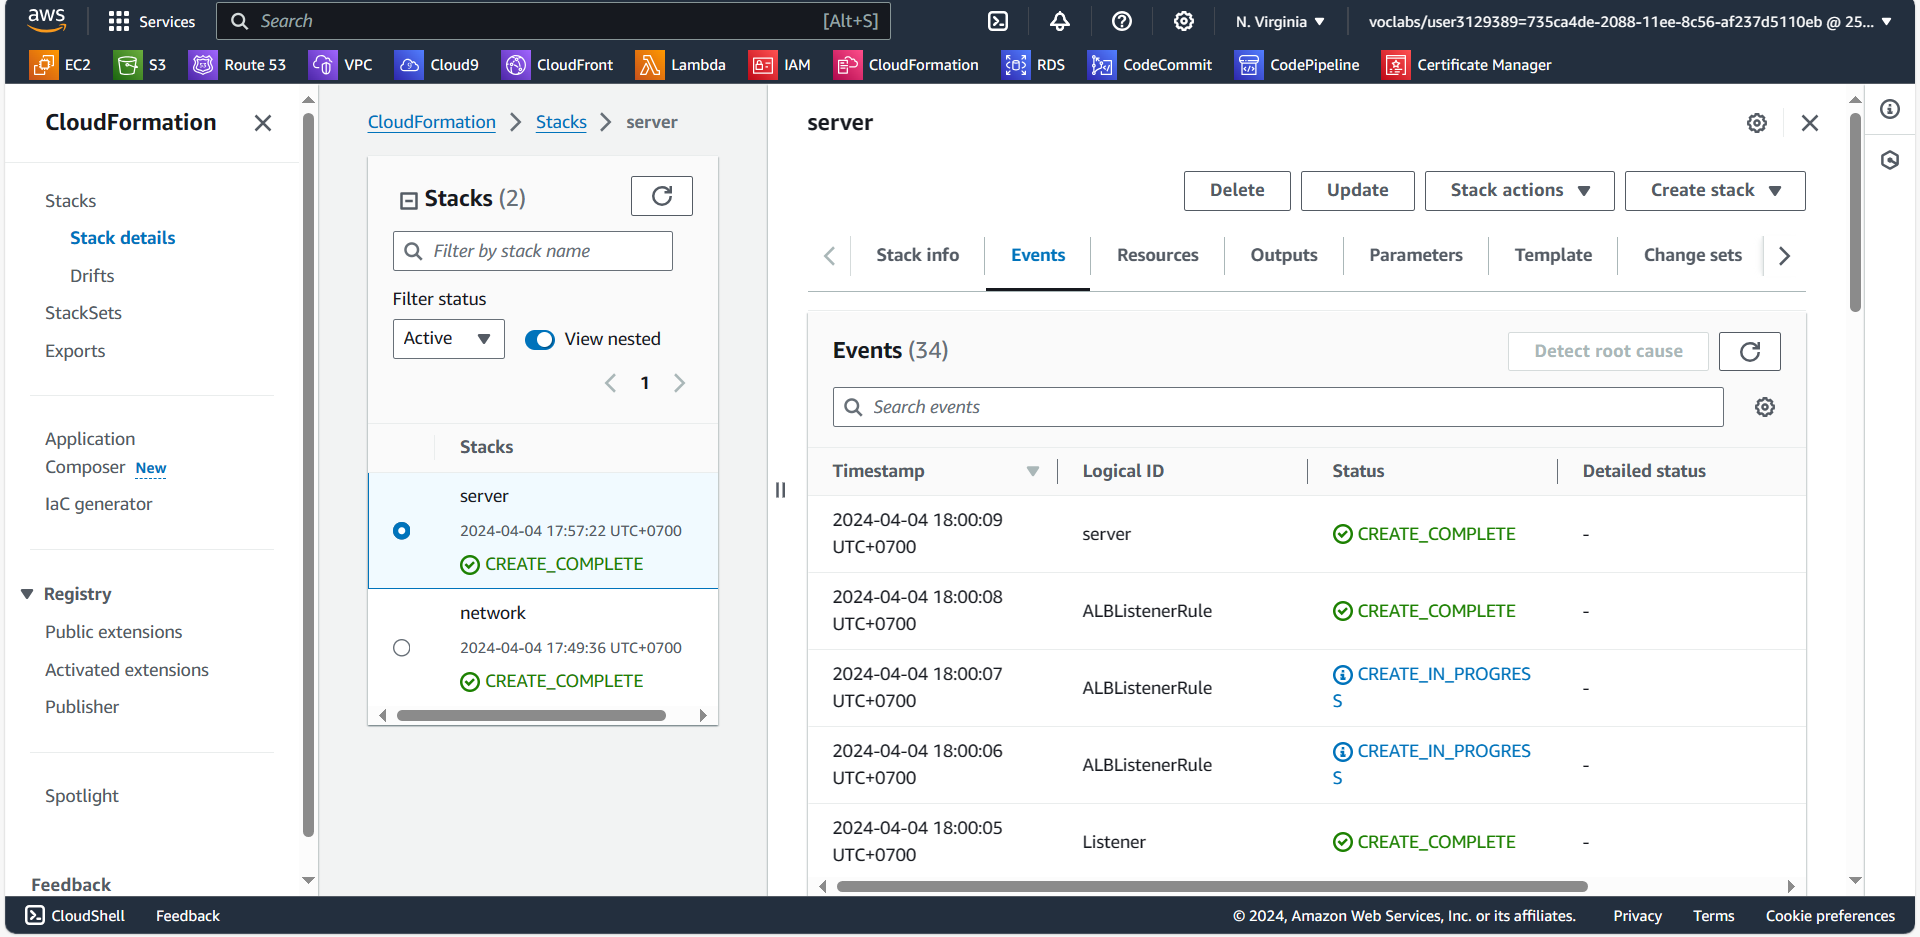 aws
Services
Search
[Alt+S]
N. Virginia
voclabs/user3129389=735ca4de-2088-11ee-8c56-af237d5110eb @ 25...
EC2
S3
Route 53
VPC
Cloud9
CloudFront
Lambda
IAM
CloudFormation
RDS
CodeCommit
CodePipeline
Certificate Manager
CloudFormation
Stacks
Stack details
Drifts
StackSets
Exports
Application
Composer New
IaC generator
Registry
Public extensions
Activated extensions
Publisher
Spotlight
Feedback
CloudFormation
Stacks
server
Stacks (2)
Filter by stack name
Filter status
Active
View nested
1
Stacks
server
2024-04-04 17:57:22 UTC+0700
CREATE_COMPLETE
network
2024-04-04 17:49:36 UTC+0700
CREATE_COMPLETE
server
Delete
Update
Stack actions
Create stack
Stack info
Events
Resources
Outputs
Parameters
Template
Change sets
Events (34)
Detect root cause
Search events
Timestamp
Logical ID
Status
Detailed status
2024-04-04 18:00:09
UTC+0700
server
CREATE_COMPLETE
-
2024-04-04 18:00:08
UTC+0700
ALBListenerRule
CREATE_COMPLETE
-
2024-04-04 18:00:07
UTC+0700
ALBListenerRule
CREATE_IN_PROGRES
S
-
2024-04-04 18:00:06
UTC+0700
ALBListenerRule
CREATE_IN_PROGRES
S
-
2024-04-04 18:00:05
UTC+0700
Listener
CREATE_COMPLETE
-
CloudShell
Feedback
© 2024, Amazon Web Services, Inc. or its affiliates.
Privacy
Terms
Cookie preferences